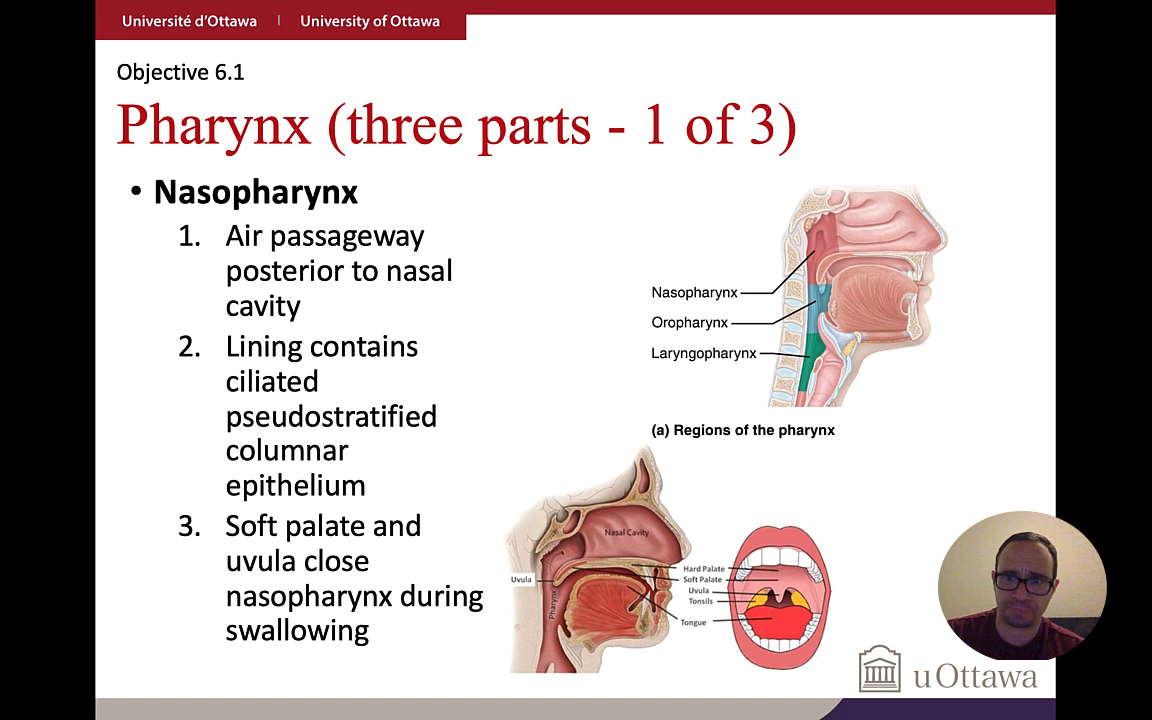 Université d'Ottawa | University of Ottawa
Objective 6.1
Pharynx (three parts - 1 of 3)
• Nasopharynx
1. Air passageway
posterior to nasal
cavity
2. Lining contains
ciliated
pseudostratified
columnar
epithelium
3. Soft palate and
uvula close
nasopharynx during
swallowing
Nasopharynx
Oropharynx
Laryngopharynx
(a) Regions of the pharynx
Nasal Cavity
Uvula
Pharynx
Hard Palate
Soft Palate
Uvula
Tonsils
Tongue
uOttawa